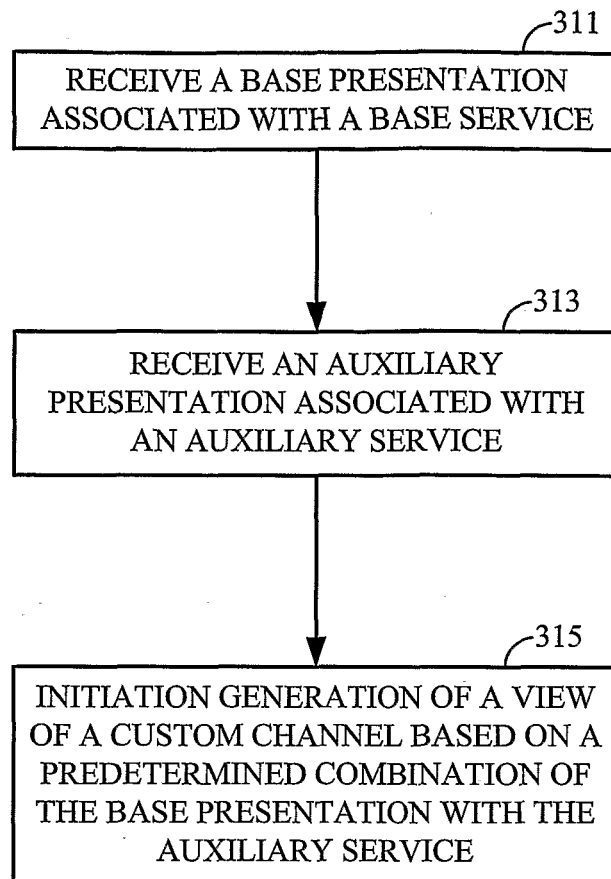 311
RECEIVE A BASE PRESENTATION
ASSOCIATED WITH A BASE SERVICE
313
RECEIVE AN AUXILIARY
PRESENTATION ASSOCIATED WITH
AN AUXILIARY SERVICE
315
INITIATION GENERATION OF A VIEW
OF A CUSTOM CHANNEL BASED ON A
PREDETERMINED COMBINATION OF
THE BASE PRESENTATION WITH THE
AUXILIARY SERVICE